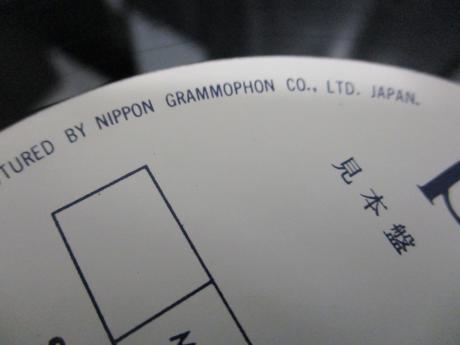 TURED BY NIPPON GRAMMOPHON CO., LTD. JAPAN.
見本盤